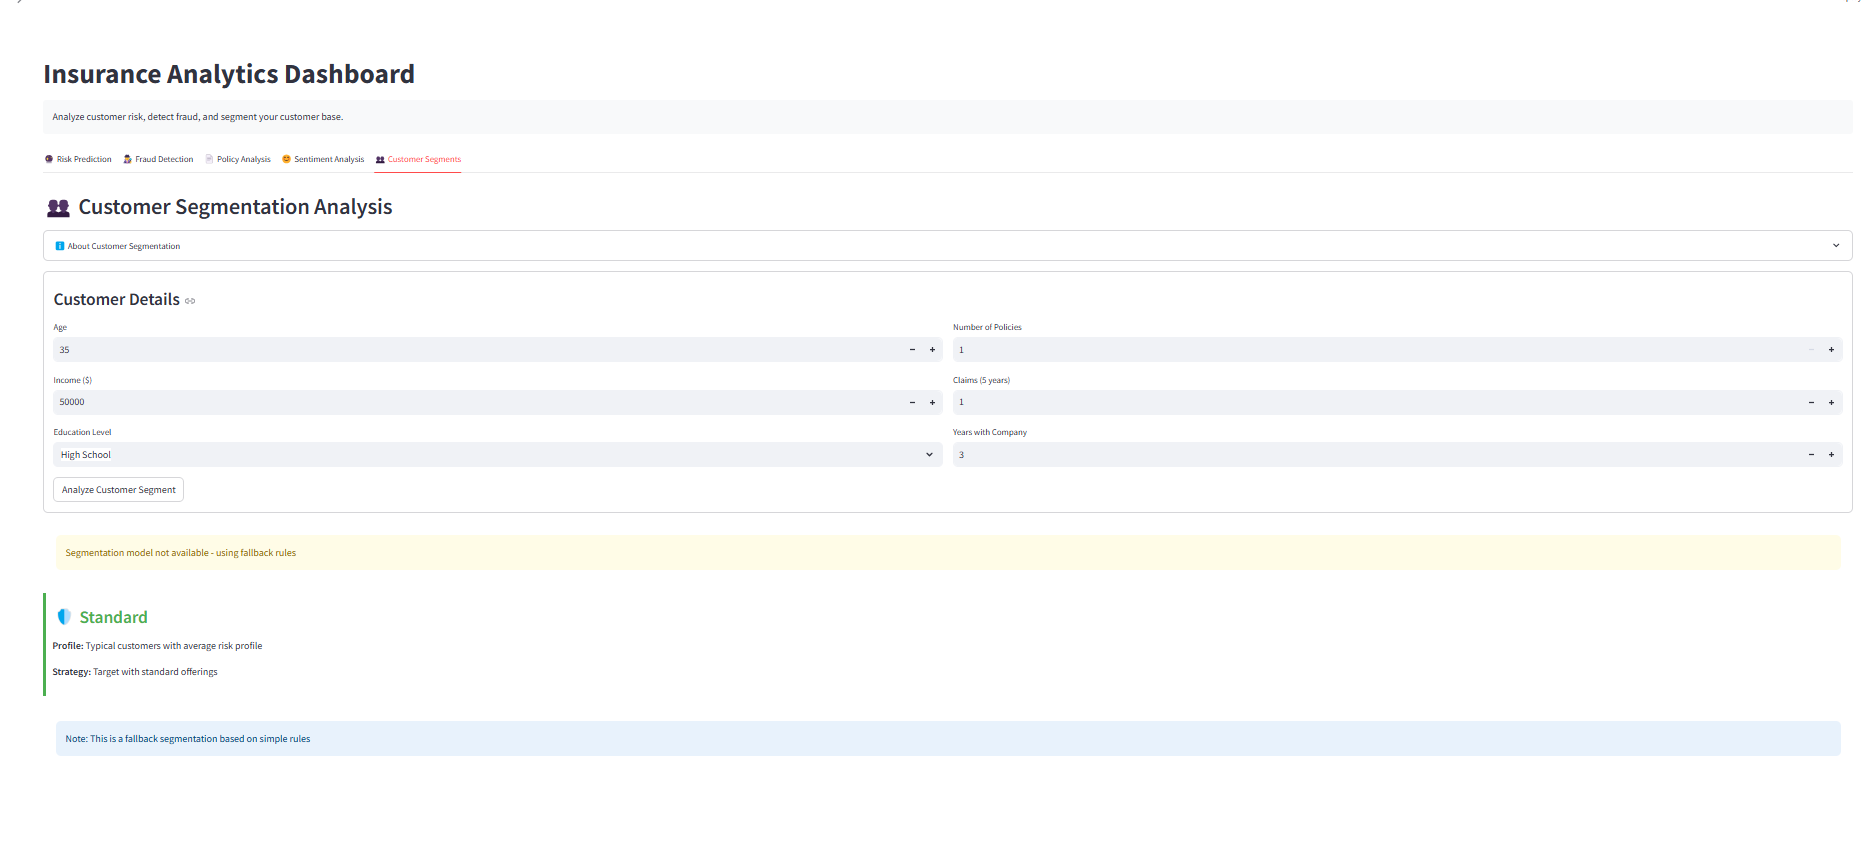 Insurance Analytics Dashboard
Analyze customer risk, detect fraud, and segment your customer base.
Risk Prediction Fraud Detection Policy Analysis Sentiment Analysis Customer Segments
Customer Segmentation Analysis
About Customer Segmentation
Customer Details
Age Number of Policies
35 1
Income ($) Claims (5 years)
50000 1
Education Level Years with Company
High School 3
Analyze Customer Segment
Segmentation model not available - using fallback rules
Standard
Profile: Typical customers with average risk profile
Strategy: Target with standard offerings
Note: This is a fallback segmentation based on simple rules